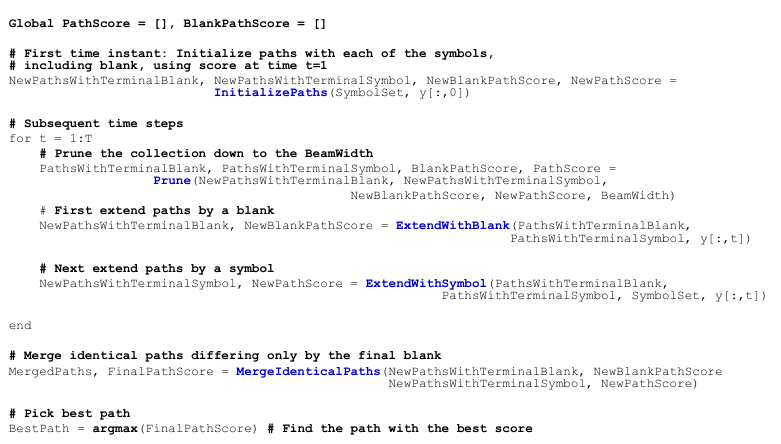 Global PathScore = [], BlankPathScore = []
# First time instant: Initialize paths with each of the symbols,
# including blank, using score at time t=1
NewPathsWithTerminalBlank, NewPathsWithTerminalSymbol, NewBlankPathScore, NewPathScore =
InitializePaths(SymbolSet, y[:,0])
# Subsequent time steps
for t = 1:T
# Prune the collection down to the BeamWidth
PathsWithTerminalBlank, PathsWithTerminalSymbol, BlankPathScore, PathScore =
Prune(NewPathsWithTerminalBlank, NewPathsWithTerminalSymbol,
NewBlankPathScore, NewPathScore, BeamWidth)
# First extend paths by a blank
NewPathsWithTerminalBlank, NewBlankPathScore = ExtendWithBlank(PathsWithTerminalBlank,
PathsWithTerminalSymbol, y[:,t])
# Next extend paths by a symbol
NewPathsWithTerminalSymbol, NewPathScore = ExtendWithSymbol(PathsWithTerminalBlank,
PathsWithTerminalSymbol, SymbolSet, y[:,t])
end
# Merge identical paths differing only by the final blank
MergedPaths, FinalPathScore = MergeIdenticalPaths(NewPathsWithTerminalBlank, NewBlankPathScore
NewPathsWithTerminalSymbol, NewPathScore)
# Pick best path
BestPath = argmax(FinalPathScore) # Find the path with the best score